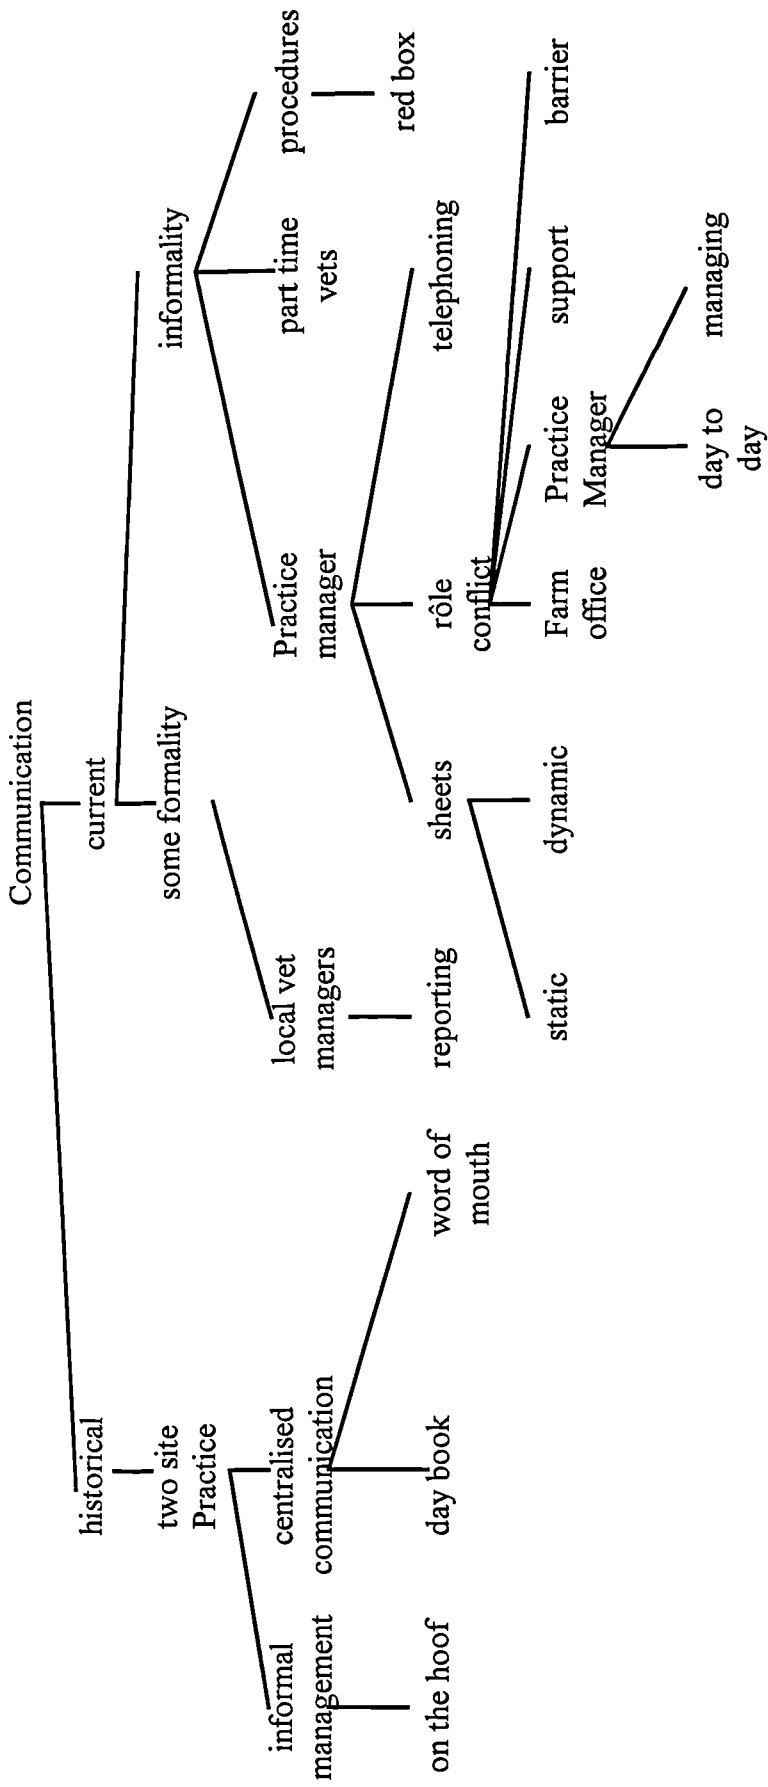 Communication
historical
current
two site
Practice
some formality
informality
informal
management
centralised
communication
local vet
managers
Practice
manager
part time
vets
procedures
on the hoof
day book
word of
mouth
reporting
sheets
rôle
conflict
telephoning
red box
static
dynamic
Farm
office
Practice
Manager
support
barrier
day to
day
managing